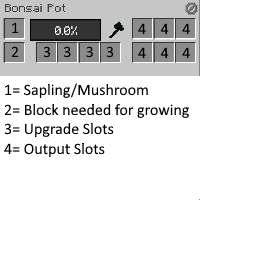 Bonsai Pot
1 0.0% 4 4 4
2 3 3 3 3 4 4 4
1= Sapling/Mushroom
2= Block needed for growing
3= Upgrade Slots
4= Output Slots